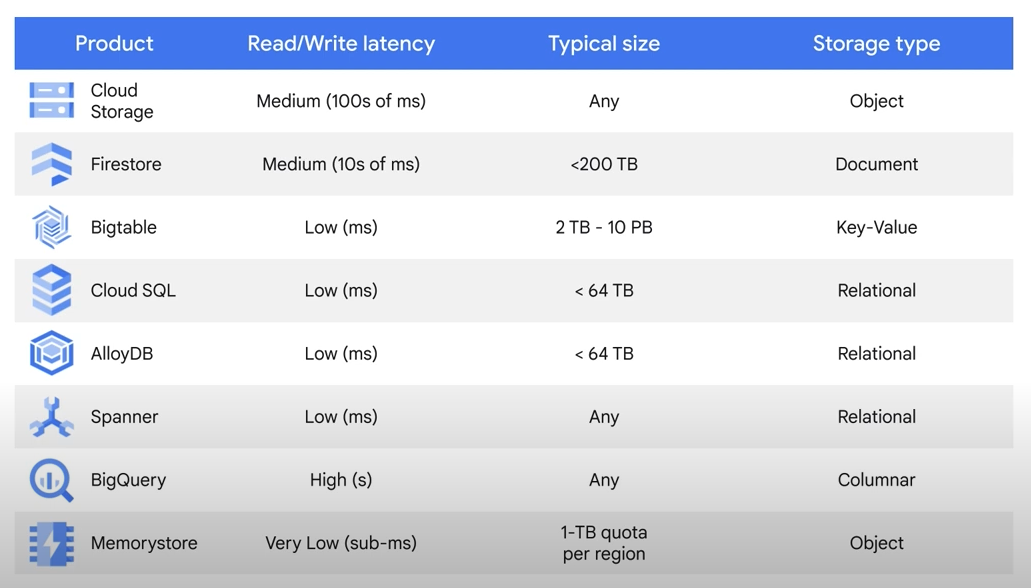 Product Read/Write latency Typical size Storage type
Cloud
Storage Medium (100s of ms) Any Object
Firestore Medium (10s of ms) <200 TB Document
Bigtable Low (ms) 2 TB - 10 PB Key-Value
Cloud SQL Low (ms) < 64 TB Relational
AlloyDB Low (ms) < 64 TB Relational
Spanner Low (ms) Any Relational
BigQuery High (s) Any Columnar
Memorystore Very Low (sub-ms) 1-TB quota
per region Object